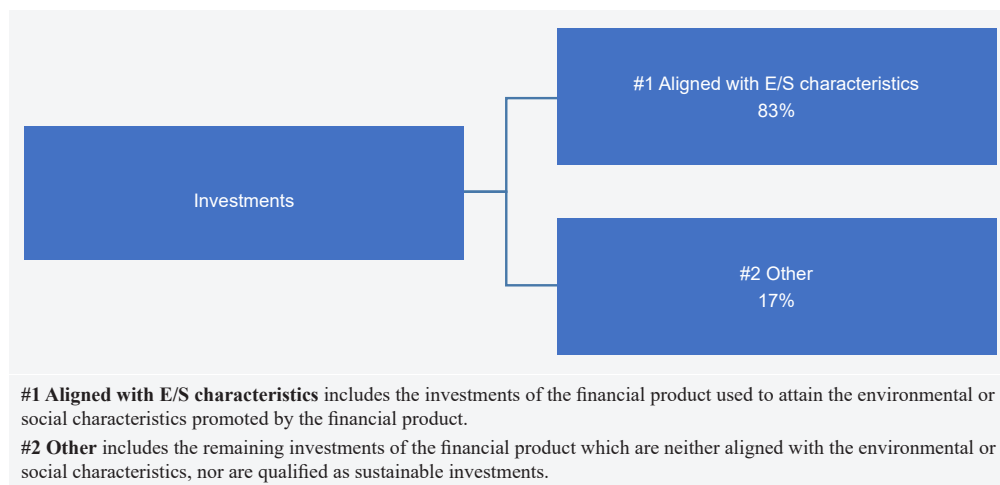 #1 Aligned with E/S characteristics
83%
Investments
#2 Other
17%
#1 Aligned with E/S characteristics includes the investments of the financial product used to attain the environmental or
social characteristics promoted by the financial product.
#2 Other includes the remaining investments of the financial product which are neither aligned with the environmental or
social characteristics, nor are qualified as sustainable investments.